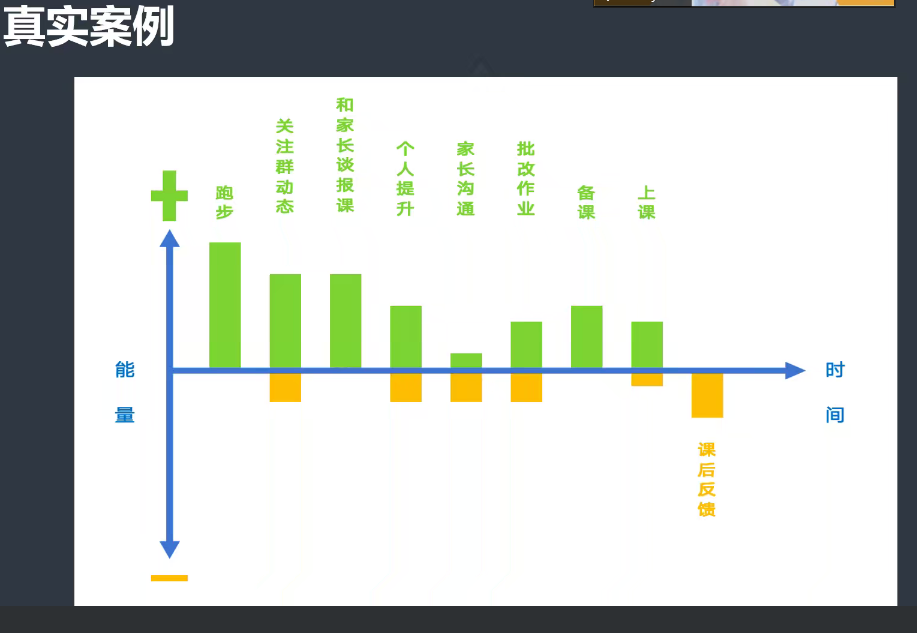 真实案例
跑步
关注群动态
和家长谈报课
个人提升
家长沟通
批改作业
备课
上课
能量
时间
课后反馈